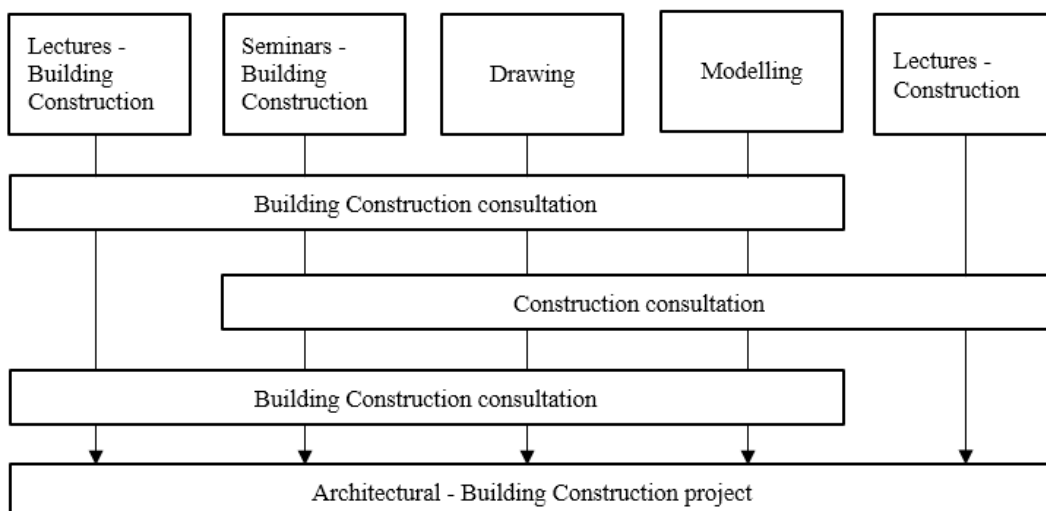 Lectures -
Building
Construction
Seminars -
Building
Construction
Drawing
Modelling
Lectures -
Construction
Building Construction consultation
Construction consultation
Building Construction consultation
Architectural - Building Construction project